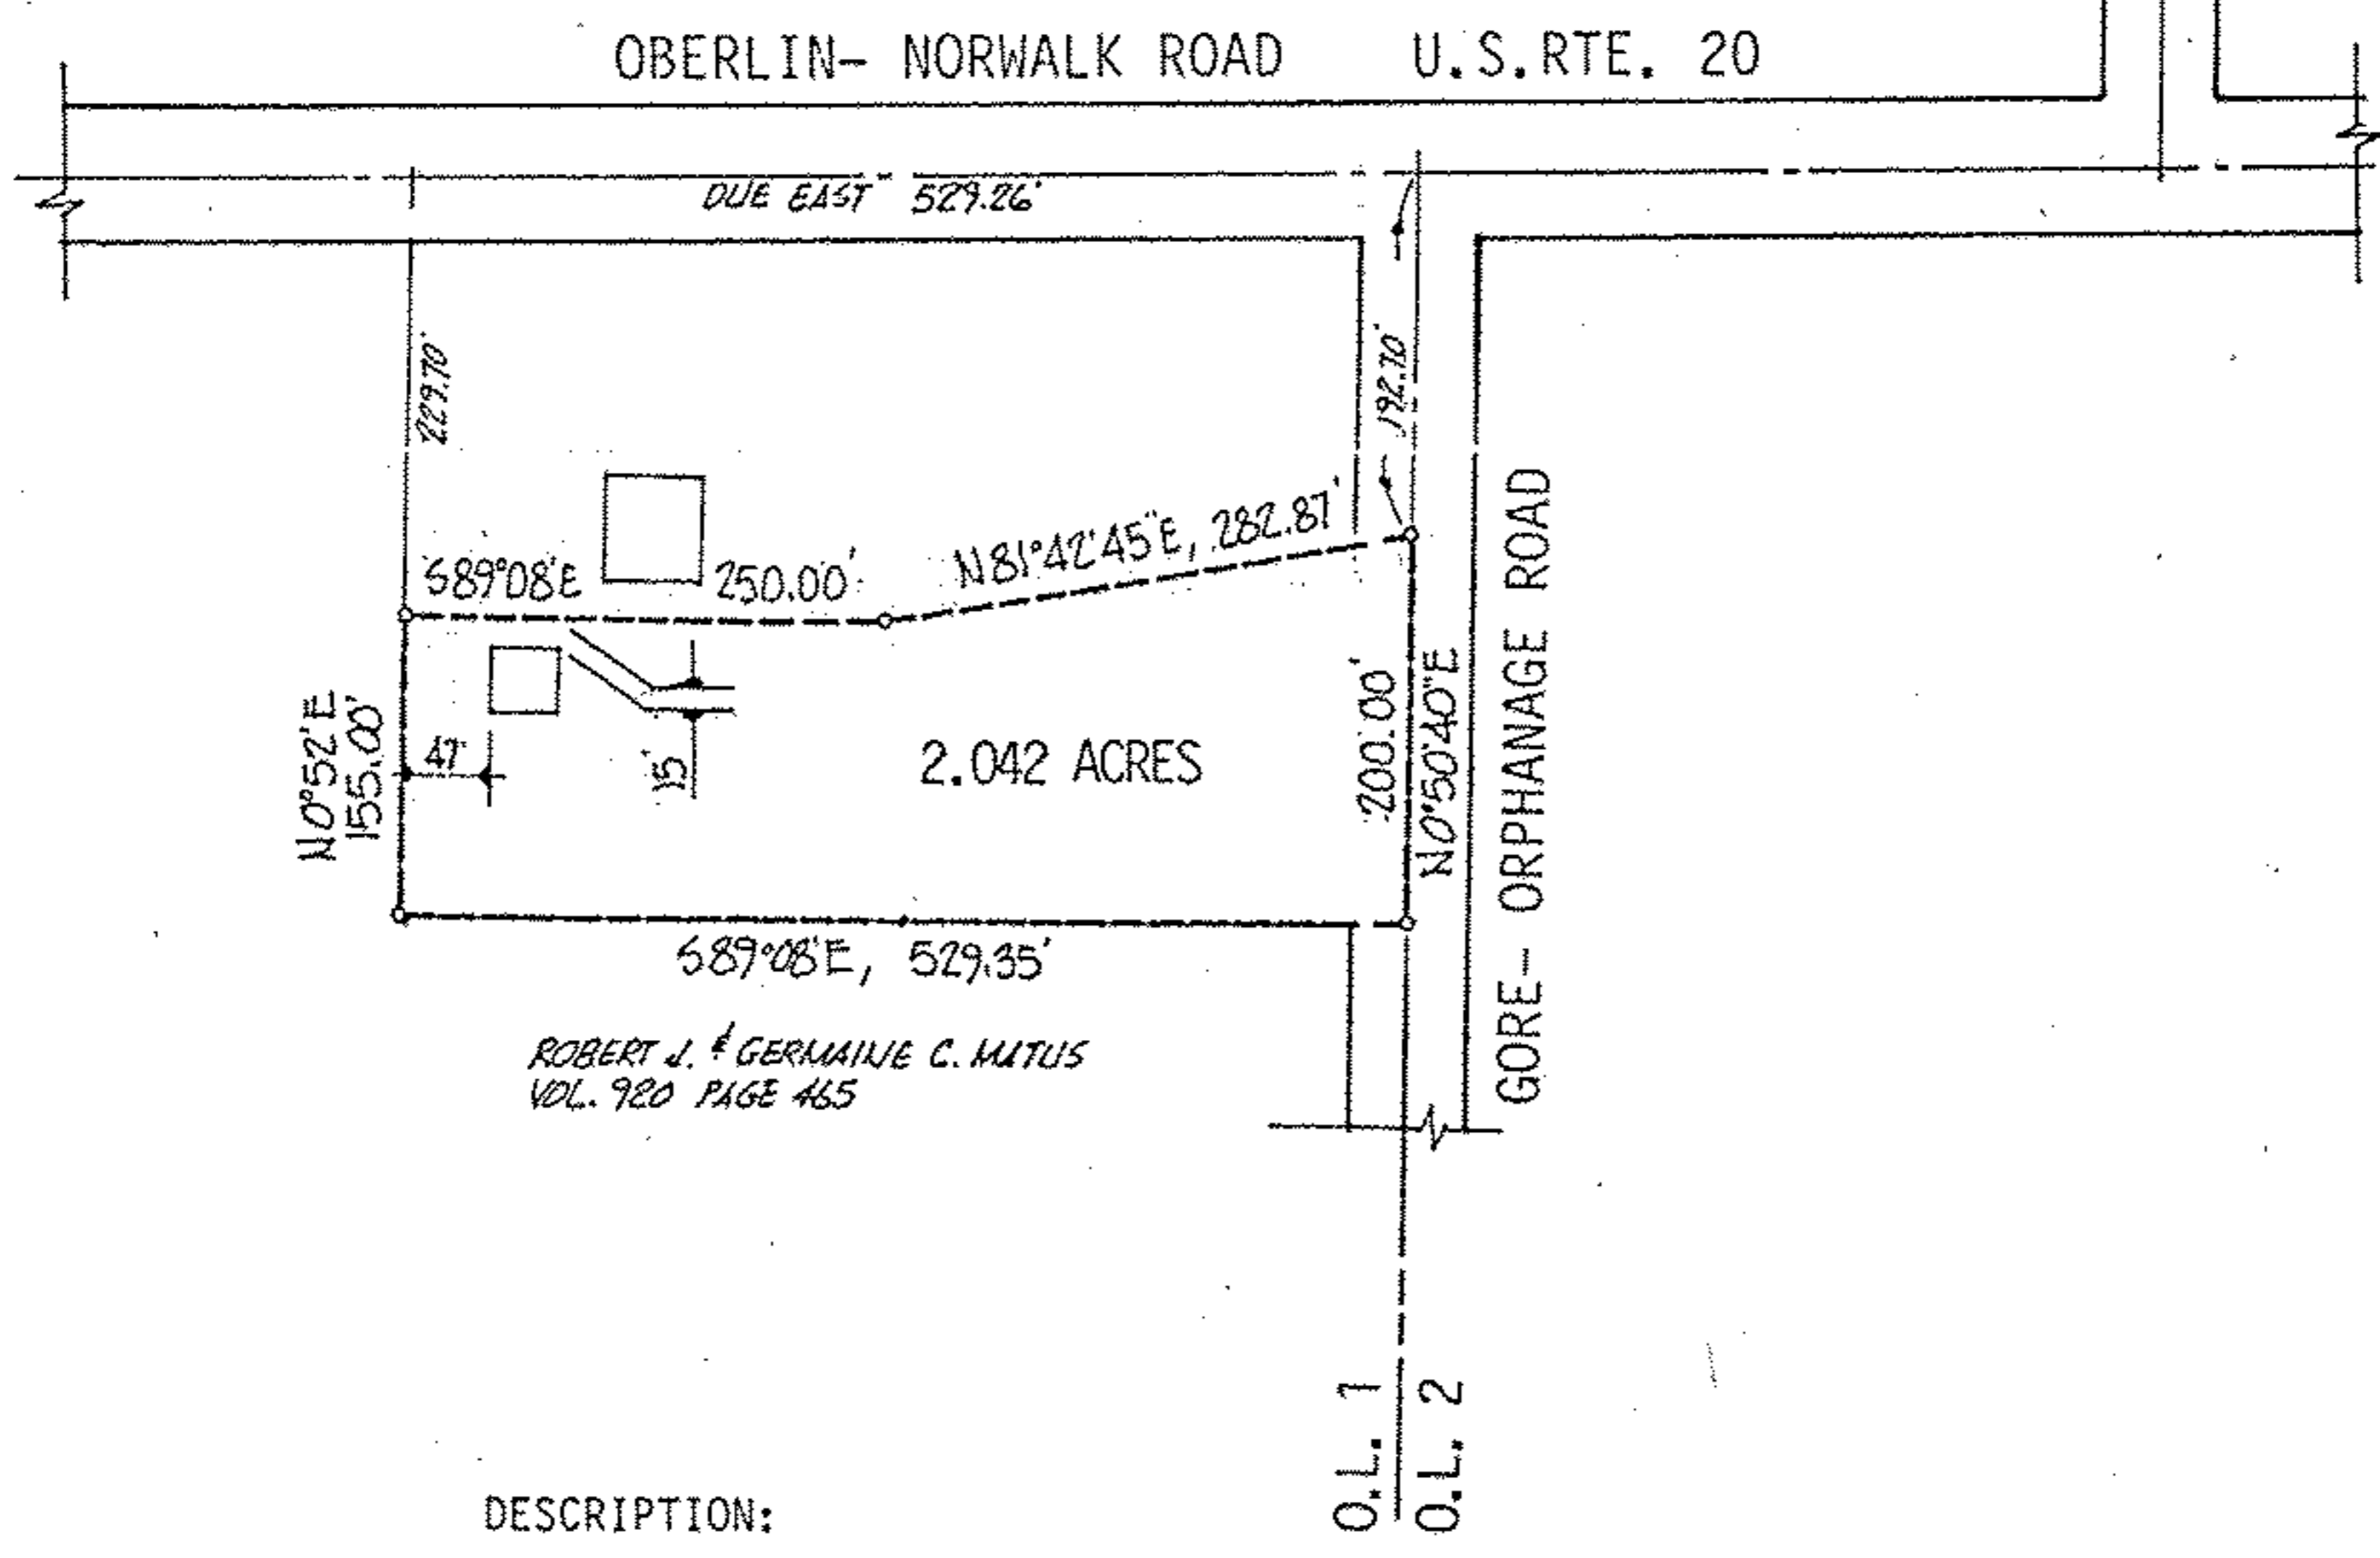 OBERLIN- NORWALK ROAD U.S.RTE. 20
DUE EAST 529.26'
229.70'
192.70'
S89°08'E 250.00'
N81°42'45"E, 282.87'
N0°52'E
155.00'
47'
15'
2.042 ACRES
200.00'
N0°50'40"E
GORE- ORPHANAGE ROAD
S89°08'E, 529.35'
ROBERT J. & GERMAINE C. MITUS
VOL. 920 PAGE 465
O.L. 1
O.L. 2
DESCRIPTION: